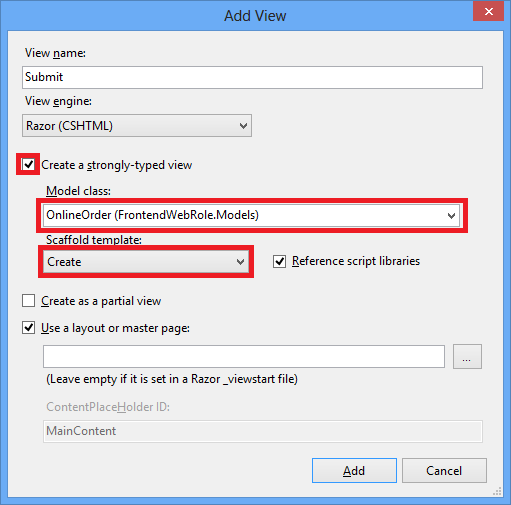 Add View
View name:
Submit
View engine:
Razor (CSHTML)
Create a strongly-typed view
Model class:
OnlineOrder (FrontendWebRole.Models)
Scaffold template:
Create
Reference script libraries
Create as a partial view
Use a layout or master page:
...
(Leave empty if it is set in a Razor _viewstart file)
ContentPlaceHolder ID:
MainContent
Add
Cancel